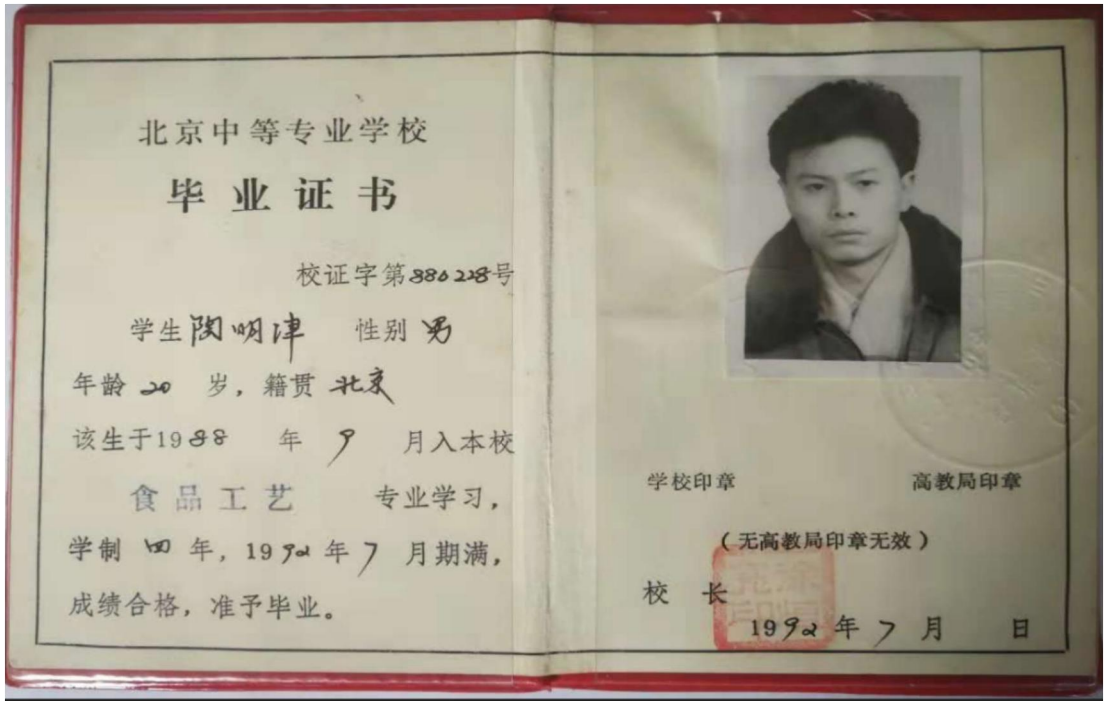 北京中等专业学校
毕业证书
校证字第880228号
学生陶明津 性别男
年龄20岁，籍贯北京
该生于1988年9月入本校
食品工艺 专业学习，
学制四年，1992年7月期满，
成绩合格，准予毕业。
学校印章 高教局印章
（无高教局印章无效）
校长
1992年7月 日